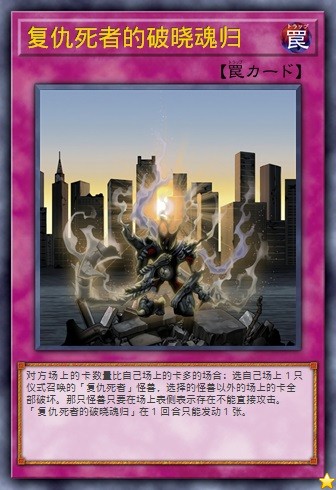 复仇死者的破晓魂归
トラップ
罠
【罠カード】
对方场上的卡数量比自己场上的卡多的场合；选自己场上1只
仪式召唤的「复仇死者」怪兽，选择的怪兽以外的场上的卡全
部破坏。那只怪兽只要在场上表侧表示存在不能直接攻击。
「复仇死者的破晓魂归」在1回合只能发动1张。